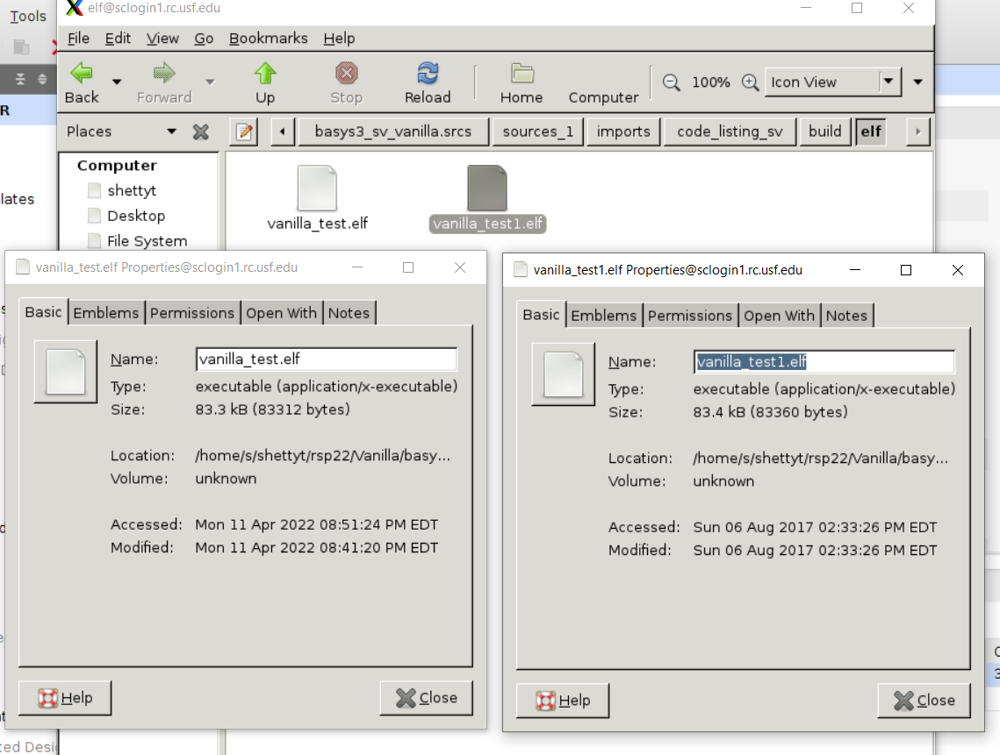 Tools
elf@sclogin1.rc.usf.edu
File Edit View Go Bookmarks Help
Back Forward Up Stop Reload Home Computer 100% Icon View
R
Places basys3_sv_vanilla.srcs sources_1 imports code_listing_sv build elf
Computer
shettyt
lates
Desktop
File System
vanilla_test.elf vanilla_test1.elf
vanilla_test.elf Properties@sclogin1.rc.usf.edu
Basic Emblems Permissions Open With Notes
Name: vanilla_test.elf
Type: executable (application/x-executable)
Size: 83.3 kB (83312 bytes)
Location: /home/s/shettyt/rsp22/Vanilla/basy...
Volume: unknown
Accessed: Mon 11 Apr 2022 08:51:24 PM EDT
Modified: Mon 11 Apr 2022 08:41:20 PM EDT
Help Close
vanilla_test1.elf Properties@sclogin1.rc.usf.edu
Basic Emblems Permissions Open With Notes
Name: vanilla_test1.elf
Type: executable (application/x-executable)
Size: 83.4 kB (83360 bytes)
Location: /home/s/shettyt/rsp22/Vanilla/basy...
Volume: unknown
Accessed: Sun 06 Aug 2017 02:33:26 PM EDT
Modified: Sun 06 Aug 2017 02:33:26 PM EDT
Help Close
ted Desi